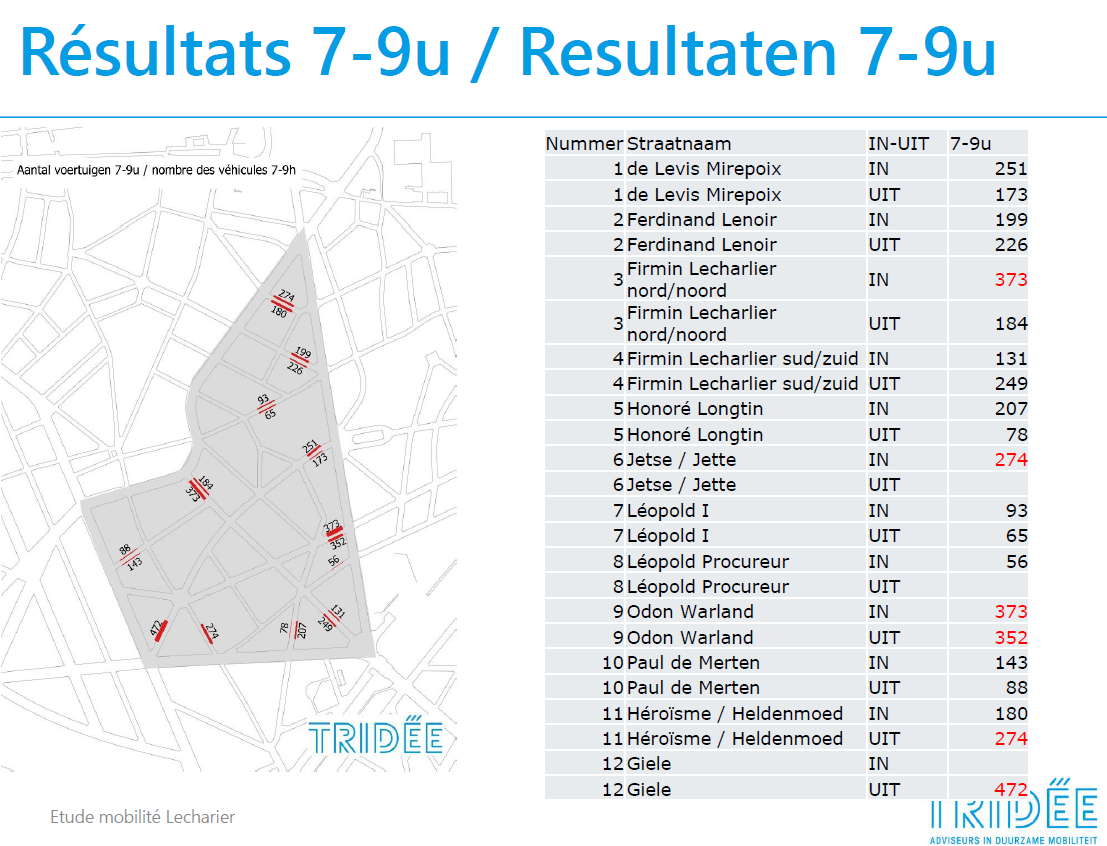 Résultats 7-9u / Resultaten 7-9u
Aantal voertuigen 7-9u / nombre des véhicules 7-9h
274
180
199
226
93
65
251
173
184
373
373
352
56
88
143
472
274
78
207
131
249
TRIDËE
Nummer Straatnaam IN-UIT 7-9u
1 de Levis Mirepoix IN 251
1 de Levis Mirepoix UIT 173
2 Ferdinand Lenoir IN 199
2 Ferdinand Lenoir UIT 226
Firmin Lecharlier
3 nord/noord IN 373
Firmin Lecharlier
3 nord/noord UIT 184
4 Firmin Lecharlier sud/zuid IN 131
4 Firmin Lecharlier sud/zuid UIT 249
5 Honoré Longtin IN 207
5 Honoré Longtin UIT 78
6 Jetse / Jette IN 274
6 Jetse / Jette UIT
7 Léopold I IN 93
7 Léopold I UIT 65
8 Léopold Procureur IN 56
8 Léopold Procureur UIT
9 Odon Warland IN 373
9 Odon Warland UIT 352
10 Paul de Merten IN 143
10 Paul de Merten UIT 88
11 Héroïsme / Heldenmoed IN 180
11 Héroïsme / Heldenmoed UIT 274
12 Giele IN
12 Giele UIT 472
Etude mobilité Lecharier
TRIDËE
ADVISEURS IN DUURZAME MOBILITEIT